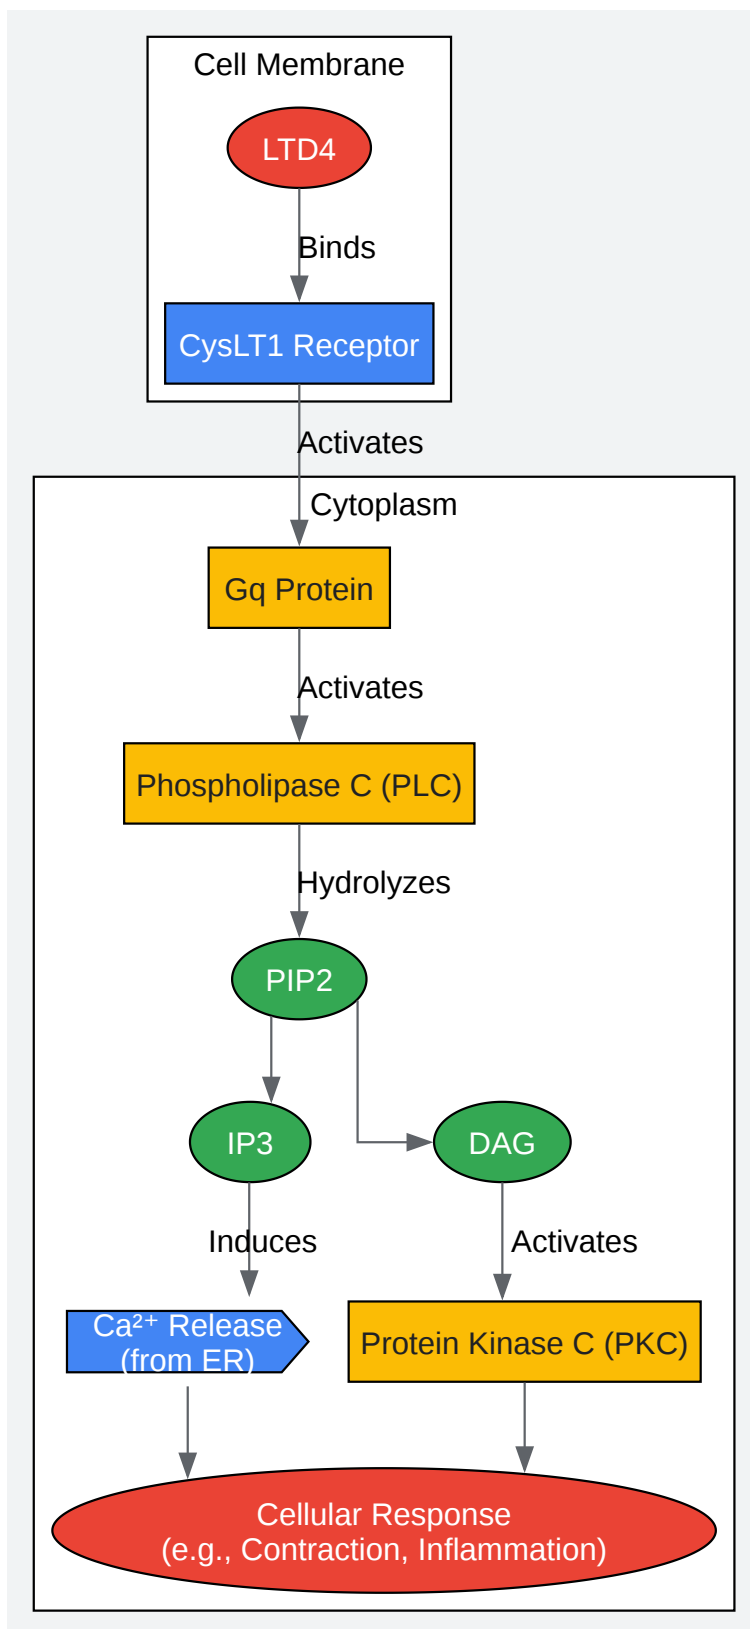 Cell Membrane
LTD4
Binds
CysLT1 Receptor
Activates
Cytoplasm
Gq Protein
Activates
Phospholipase C (PLC)
Hydrolyzes
PIP2
IP3
DAG
Induces
Activates
Ca²⁺ Release
(from ER)
Protein Kinase C (PKC)
Cellular Response
(e.g., Contraction, Inflammation)